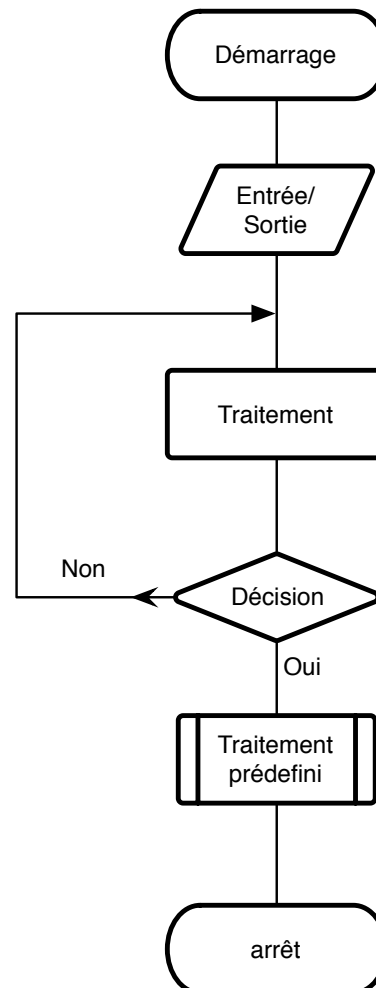 Démarrage
Entrée/
Sortie
Traitement
Non
Décision
Oui
Traitement
prédefini
arrêt